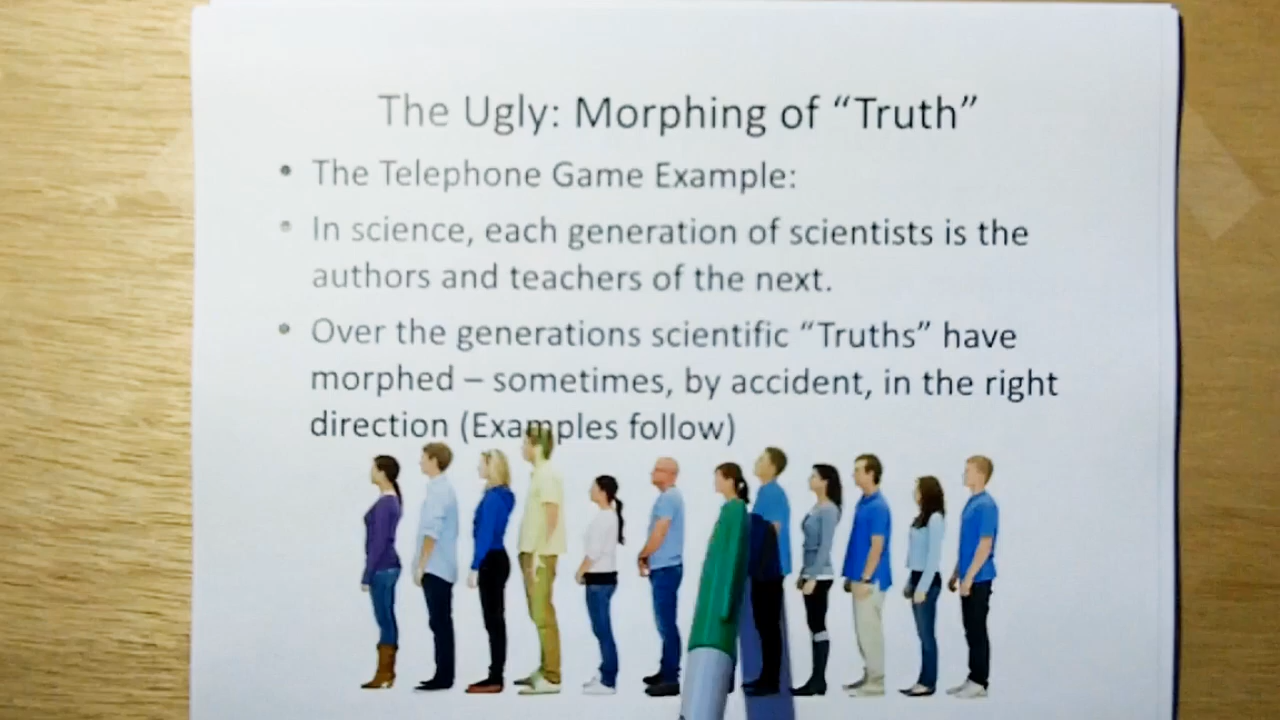 The Ugly: Morphing of “Truth”
• The Telephone Game Example:
• In science, each generation of scientists is the
authors and teachers of the next.
• Over the generations scientific “Truths” have
morphed – sometimes, by accident, in the right
direction (Examples follow)